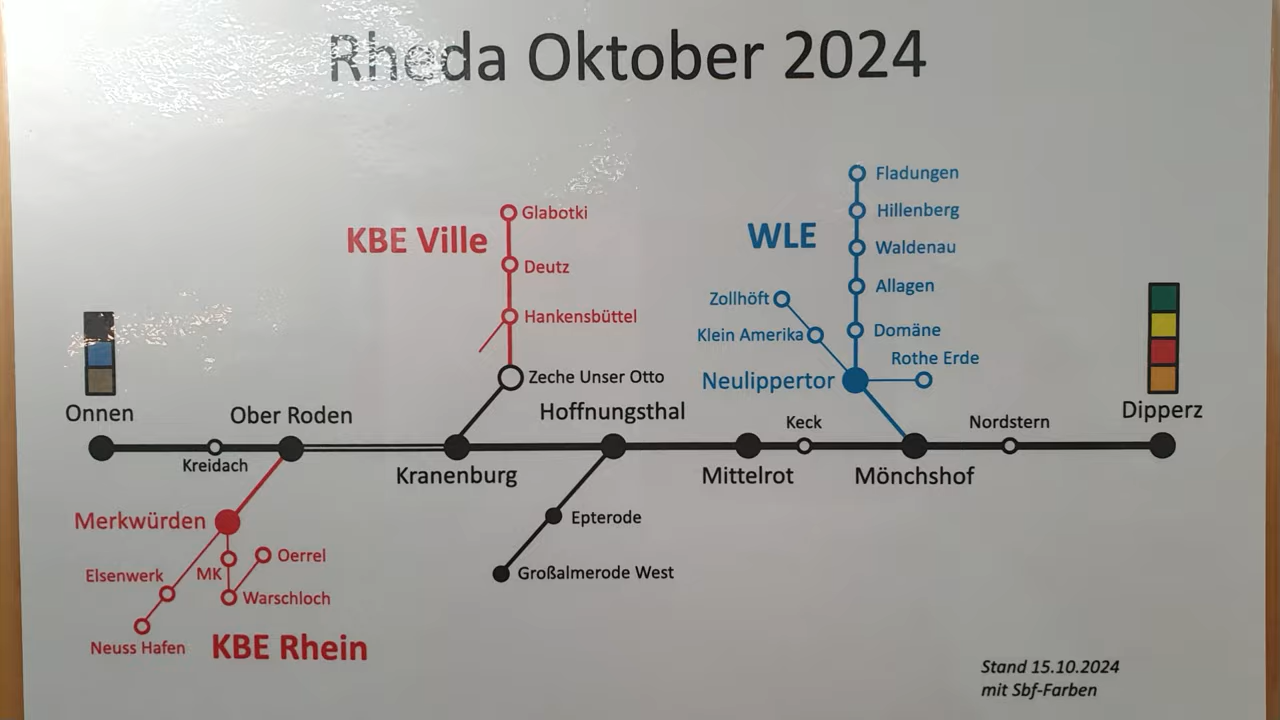 Rheda Oktober 2024
Fladungen
Glabotki
Hillenberg
KBE Ville
WLE
Waldenau
Deutz
Allagen
Zollhöft
Hankensbüttel
Domäne
Klein Amerika
Rothe Erde
Zeche Unser Otto
Neulippertor
Onnen
Ober Roden
Hoffnungsthal
Dipperz
Keck
Nordstern
Kreidach
Kranenburg
Mittelrot
Mönchshof
Merkwürden
Epterode
Oerrel
Elsenwerk
MK
Großalmerode West
Warschloch
Neuss Hafen
KBE Rhein
Stand 15.10.2024
mit Sbf-Farben